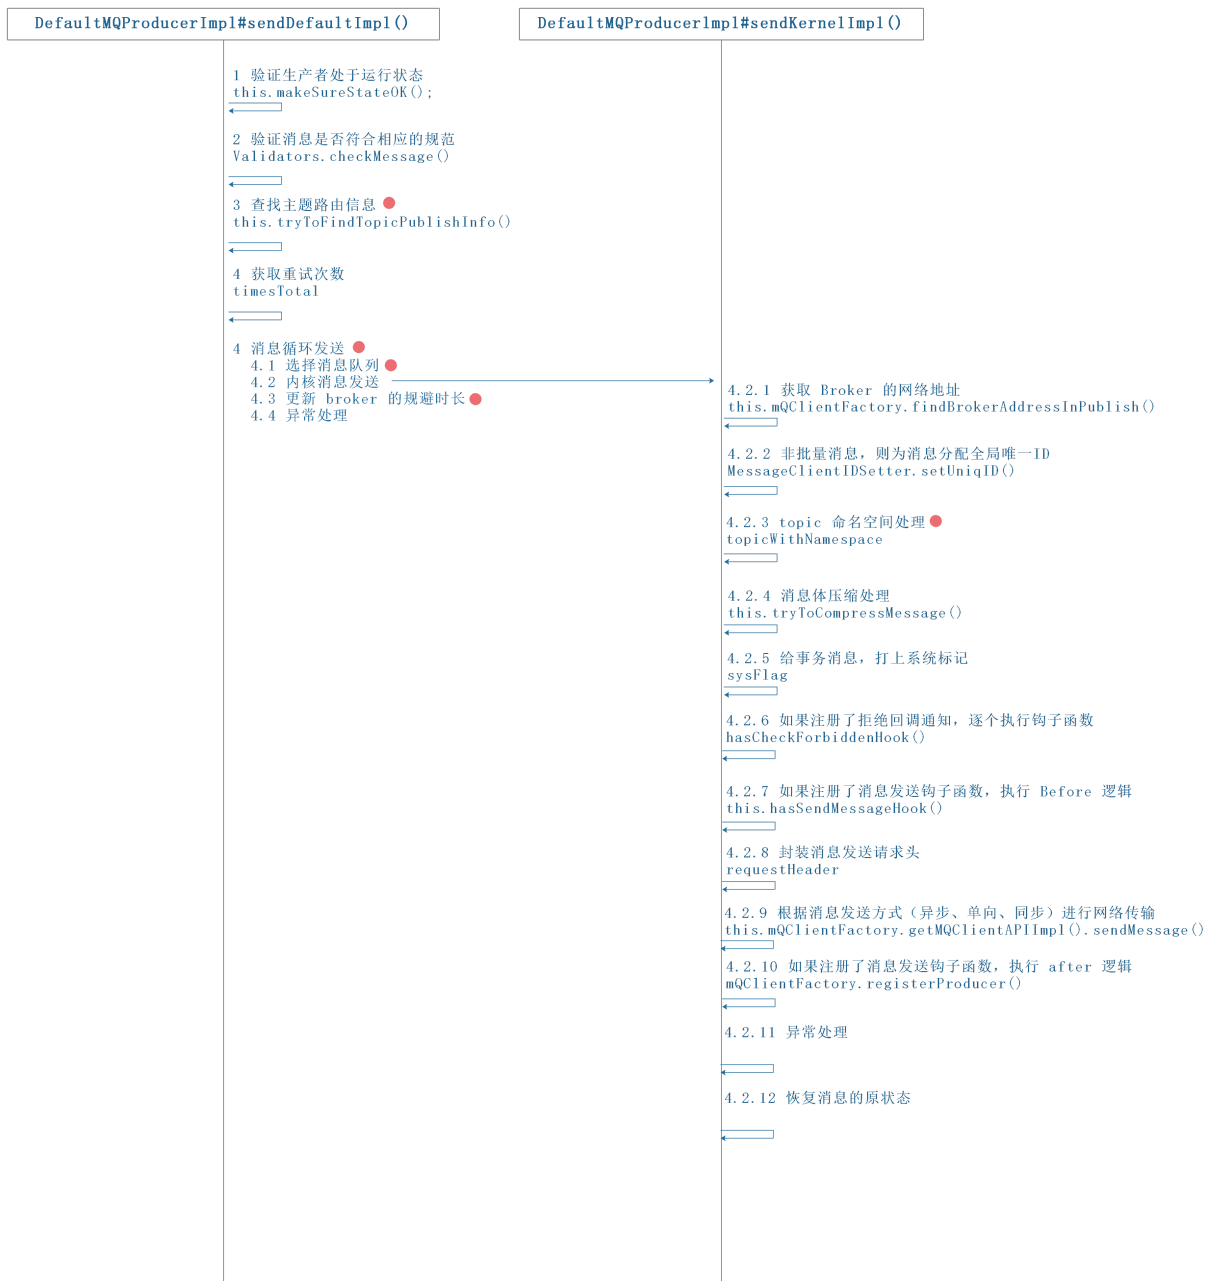 DefaultMQProducerImpl#sendDefaultImpl()
DefaultMQProducerlmpl#sendKernelImpl()
1 验证生产者处于运行状态
this.makeSureStateOK();
2 验证消息是否符合相应的规范
Validators.checkMessage()
3 查找主题路由信息
this.tryToFindTopicPublishInfo()
4 获取重试次数
timesTotal
4 消息循环发送
4.1 选择消息队列
4.2 内核消息发送
4.3 更新 broker 的规避时长
4.4 异常处理
4.2.1 获取 Broker 的网络地址
this.mQClientFactory.findBrokerAddressInPublish()
4.2.2 非批量消息，则为消息分配全局唯一ID
MessageClientIDSetter.setUniqID()
4.2.3 topic 命名空间处理
topicWithNamespace
4.2.4 消息体压缩处理
this.tryToCompressMessage()
4.2.5 给事务消息，打上系统标记
sysFlag
4.2.6 如果注册了拒绝回调通知，逐个执行钩子函数
hasCheckForbiddenHook()
4.2.7 如果注册了消息发送钩子函数，执行 Before 逻辑
this.hasSendMessageHook()
4.2.8 封装消息发送请求头
requestHeader
4.2.9 根据消息发送方式（异步、单向、同步）进行网络传输
this.mQClientFactory.getMQClientAPIImpl().sendMessage()
4.2.10 如果注册了消息发送钩子函数，执行 after 逻辑
mQClientFactory.registerProducer()
4.2.11 异常处理
4.2.12 恢复消息的原状态